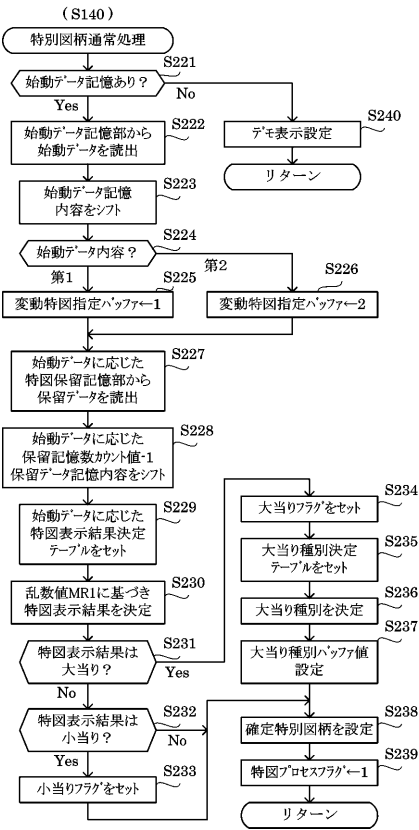 (S140)
特別図柄通常処理
S221
始動データ記憶あり？
Yes
No
S222
始動データ記憶部から
始動データを読出
S240
デモ表示設定
リターン
S223
始動データ記憶
内容をシフト
S224
始動データ内容？
第1
第2
S225
変動特図指定バッファ←1
S226
変動特図指定バッファ←2
S227
始動データに応じた
特図保留記憶部から
保留データを読出
S228
始動データに応じた
保留記憶数カウント値-1
保留データ記憶内容をシフト
S229
始動データに応じた
特図表示結果決定
テーブルをセット
S230
乱数値MR1に基づき
特図表示結果を決定
S231
特図表示結果は
大当り？
Yes
No
S232
特図表示結果は
小当り？
No
Yes
S233
小当りフラグをセット
S234
大当りフラグをセット
S235
大当り種別決定
テーブルをセット
S236
大当り種別を決定
S237
大当り種別バッファ値
設定
S238
確定特別図柄を設定
S239
特図プロセスフラグ←1
リターン